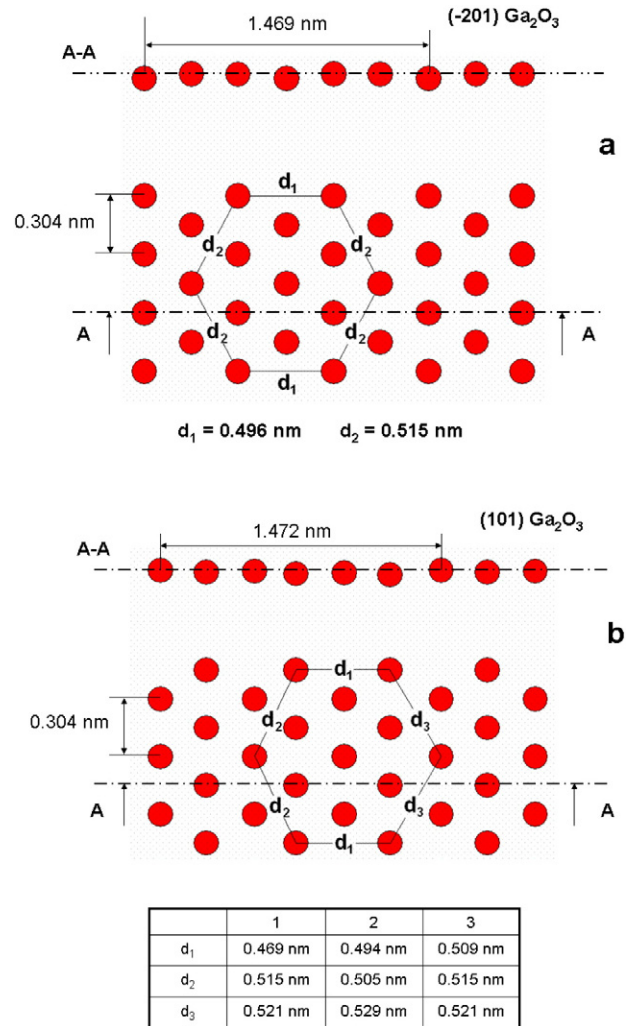 1.469 nm
(-201) Ga₂O₃
A-A
a
d₁
0.304 nm
d₂ d₂
A A
d₂ d₂
d₁
d₁ = 0.496 nm d₂ = 0.515 nm
1.472 nm
(101) Ga₂O₃
A-A
b
d₁
0.304 nm
d₂ d₃
A A
d₂ d₃
d₁
1 2 3
d₁ 0.469 nm 0.494 nm 0.509 nm
d₂ 0.515 nm 0.505 nm 0.515 nm
d₃ 0.521 nm 0.529 nm 0.521 nm